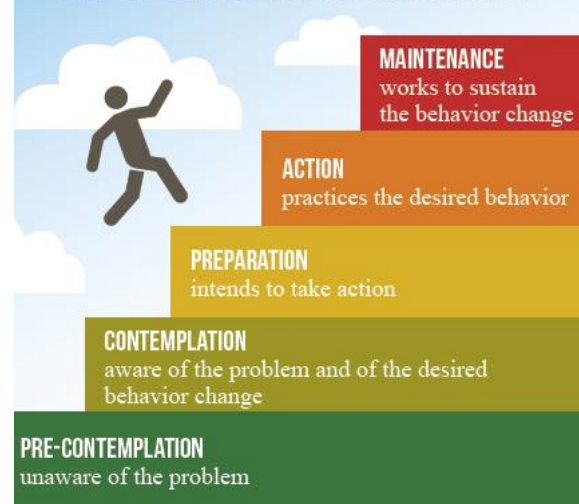 MAINTENANCE
works to sustain
the behavior change
ACTION
practices the desired behavior
PREPARATION
intends to take action
CONTEMPLATION
aware of the problem and of the desired
behavior change
PRE-CONTEMPLATION
unaware of the problem